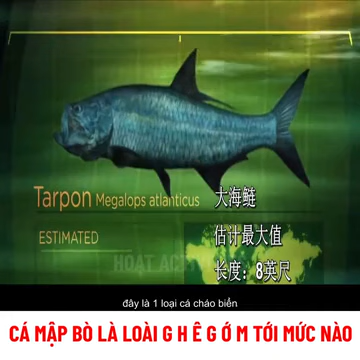 Tarpon Megalops atlanticus 大海鲢
ESTIMATED 估计最大值
长度：8英尺
đây là 1 loại cá cháo biển
CÁ MẬP BÒ LÀ LOÀI G H Ê G Ớ M TỚI MỨC NÀO